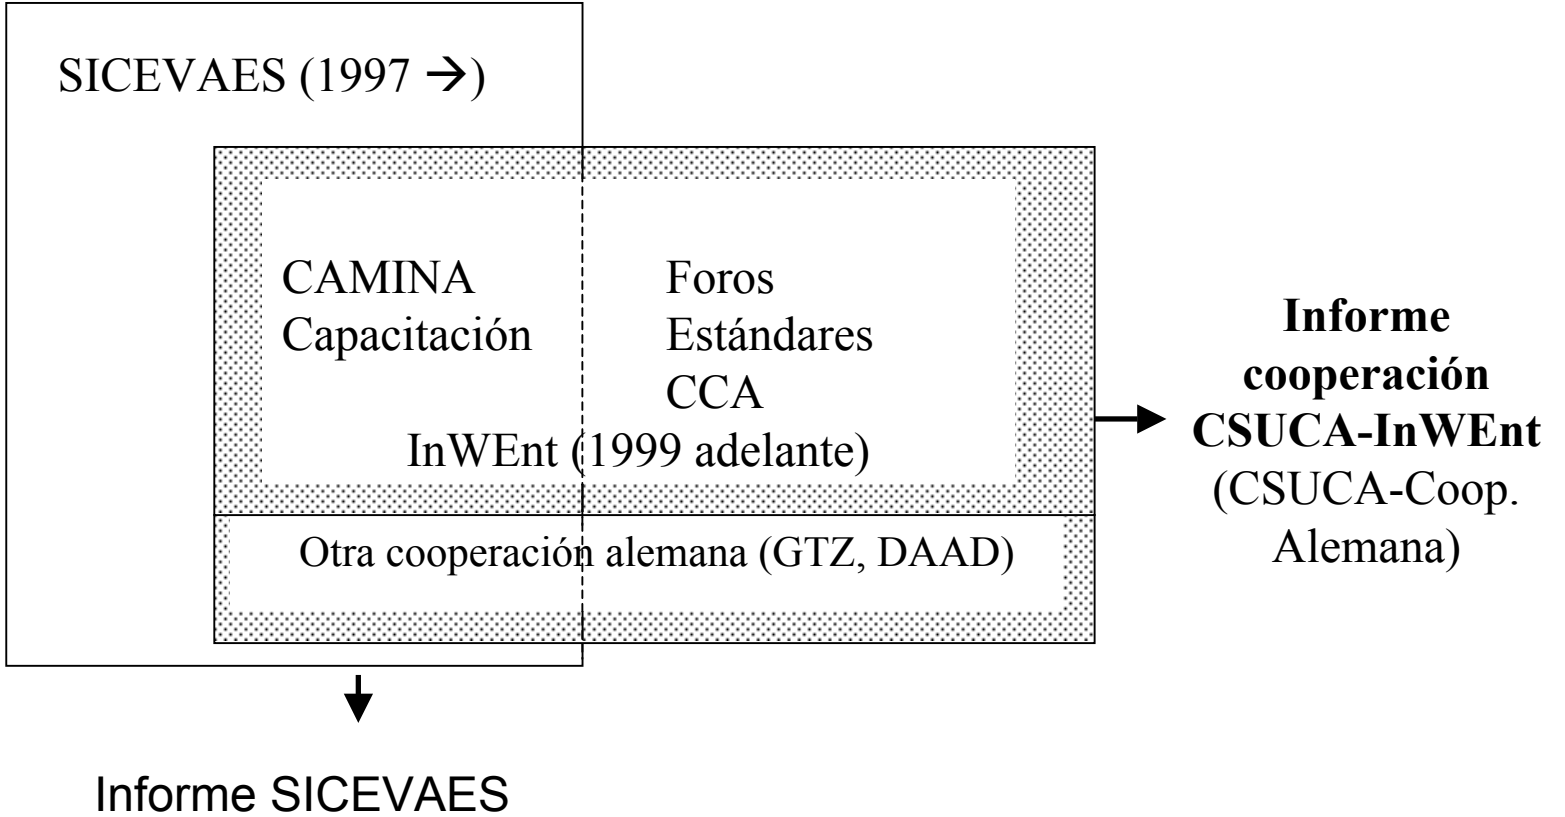 SICEVAES (1997 →)
CAMINA
Capacitación
Foros
Estándares
CCA
InWEnt (1999 adelante)
Otra cooperación alemana (GTZ, DAAD)
Informe
cooperación
CSUCA-InWEnt
(CSUCA-Coop.
Alemana)
Informe SICEVAES